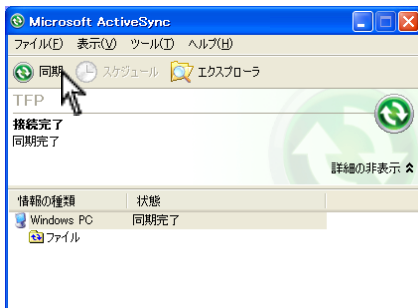 Microsoft ActiveSync
ファイル(F) 表示(V) ツール(T) ヘルプ(H)
同期 スケジュール エクスプローラ
TFP
接続完了
同期完了
詳細の非表示
情報の種類 状態
Windows PC 同期完了
ファイル